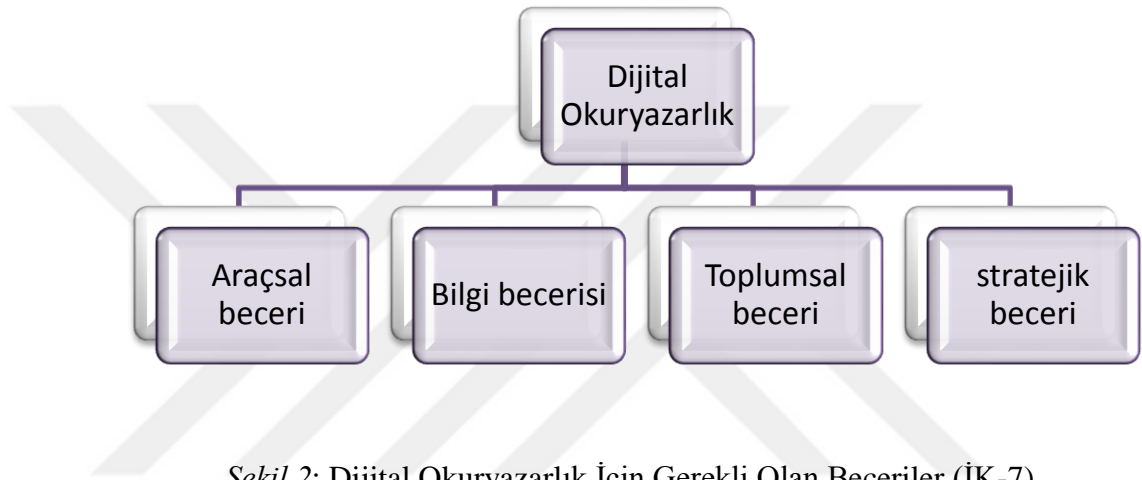 Dijital
Okuryazarlık
Araçsal
beceri
Bilgi becerisi
Toplumsal
beceri
stratejik
beceri
Şekil 2: Dijital Okuryazarlık İçin Gerekli Olan Beceriler (İK-7)